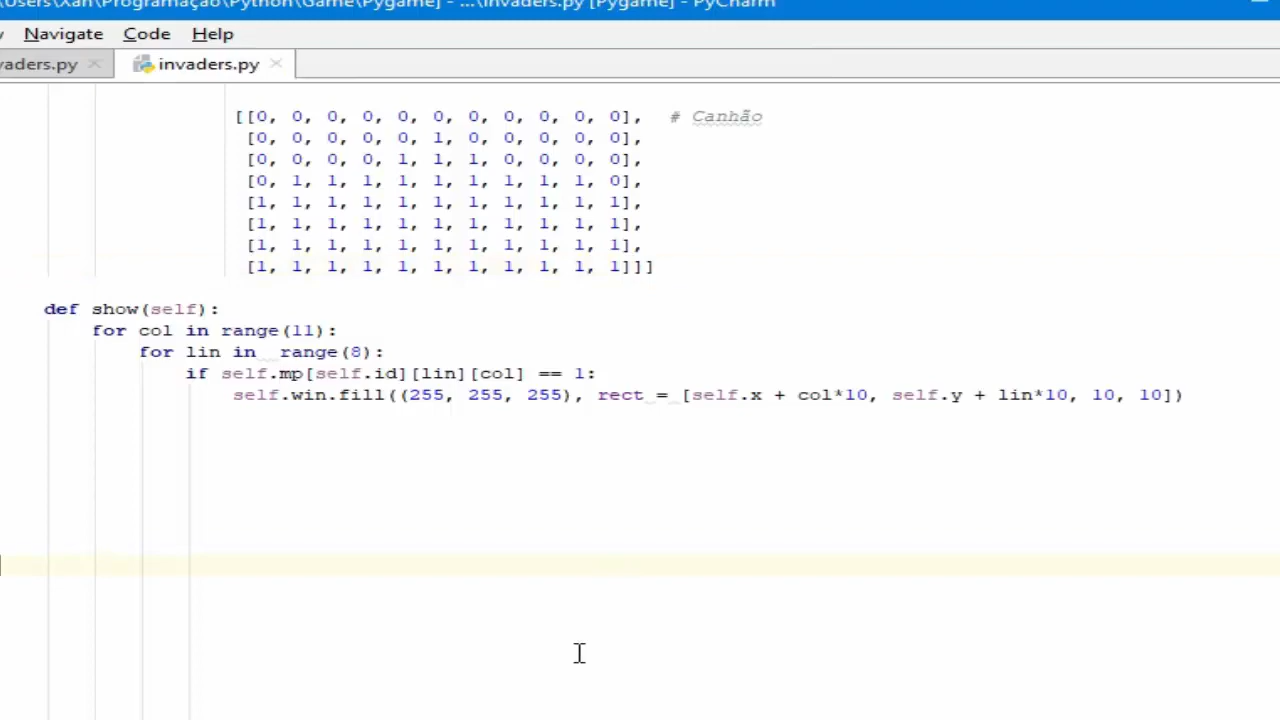 \Users\Xan\Programação\Python\Game\Pygame] - ...\invaders.py [Pygame] - PyCharm
Navigate Code Help
vaders.py invaders.py
[[0, 0, 0, 0, 0, 0, 0, 0, 0, 0, 0], # Canhão
[0, 0, 0, 0, 0, 1, 0, 0, 0, 0, 0],
[0, 0, 0, 0, 1, 1, 1, 0, 0, 0, 0],
[0, 1, 1, 1, 1, 1, 1, 1, 1, 1, 0],
[1, 1, 1, 1, 1, 1, 1, 1, 1, 1, 1],
[1, 1, 1, 1, 1, 1, 1, 1, 1, 1, 1],
[1, 1, 1, 1, 1, 1, 1, 1, 1, 1, 1],
[1, 1, 1, 1, 1, 1, 1, 1, 1, 1, 1]]]
def show(self):
for col in range(11):
for lin in  range(8):
if self.mp[self.id][lin][col] == 1:
self.win.fill((255, 255, 255), rect = [self.x + col*10, self.y + lin*10, 10, 10])